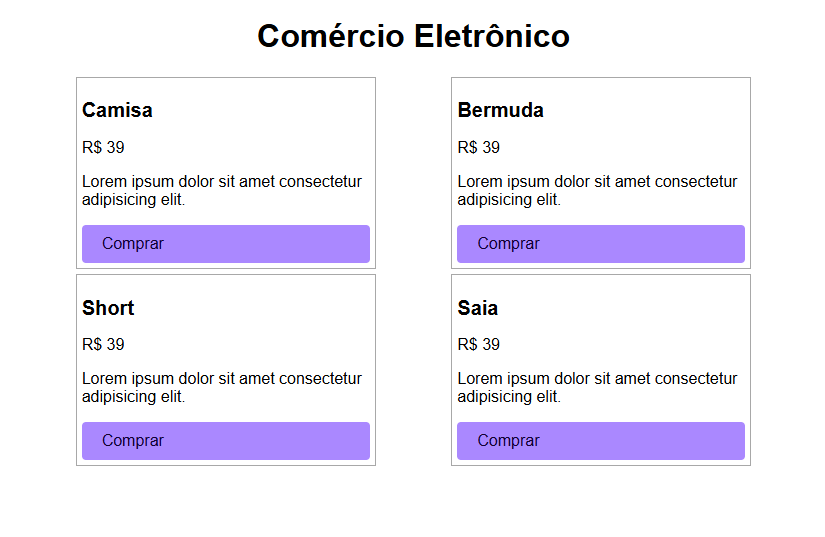 Comércio Eletrônico
Camisa
R$ 39
Lorem ipsum dolor sit amet consectetur
adipisicing elit.
Comprar
Bermuda
R$ 39
Lorem ipsum dolor sit amet consectetur
adipisicing elit.
Comprar
Short
R$ 39
Lorem ipsum dolor sit amet consectetur
adipisicing elit.
Comprar
Saia
R$ 39
Lorem ipsum dolor sit amet consectetur
adipisicing elit.
Comprar